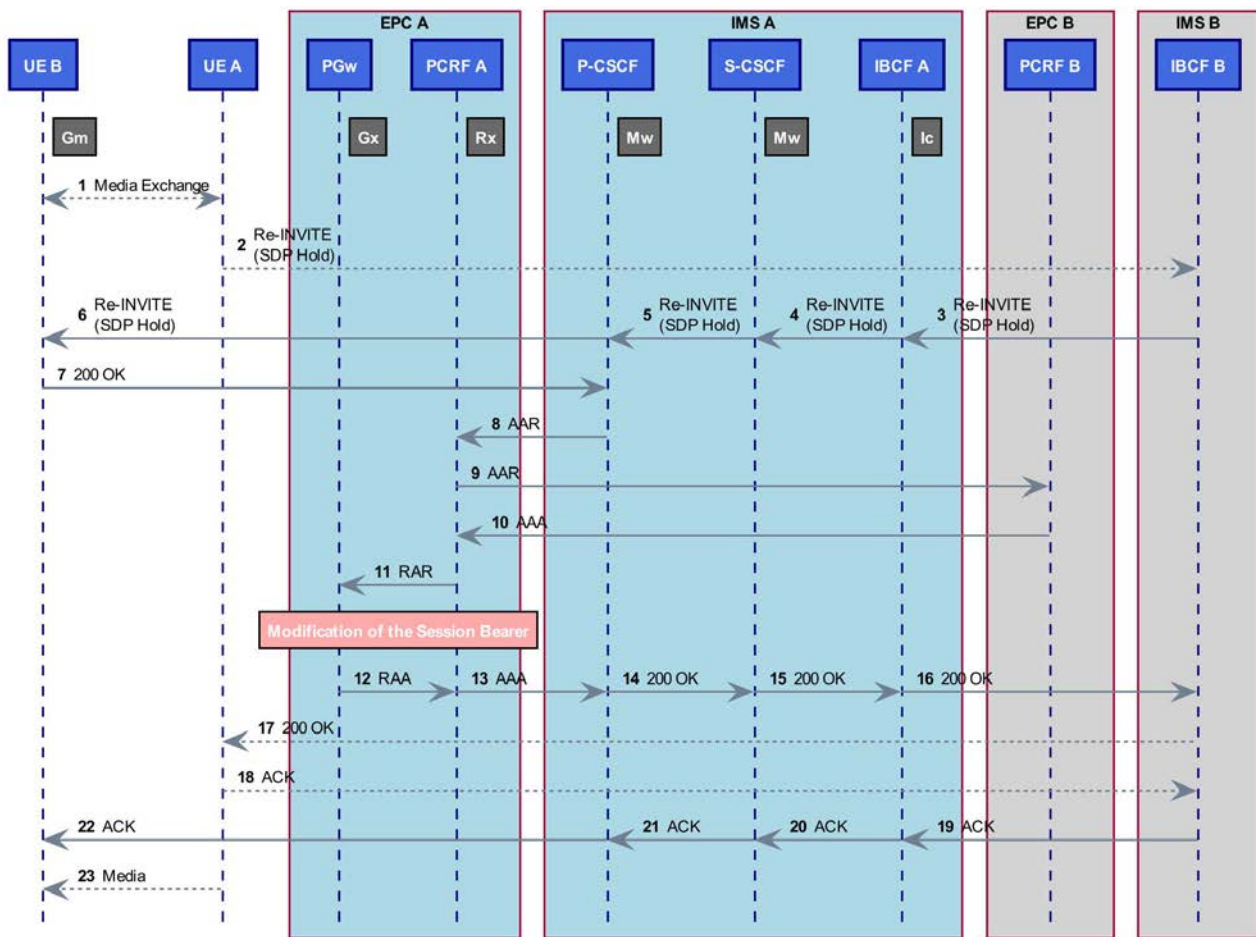 EPC A
IMS A
EPC B
IMS B
UE B
UE A
PGw
PCRF A
P-CSCF
S-CSCF
IBCF A
PCRF B
IBCF B
Gm
Gx
Rx
Mw
Mw
Ic
1 Media Exchange
2 Re-INVITE
(SDP Hold)
6 Re-INVITE
(SDP Hold)
5 Re-INVITE
(SDP Hold)
4 Re-INVITE
(SDP Hold)
3 Re-INVITE
(SDP Hold)
7 200 OK
8 AAR
9 AAR
10 AAA
11 RAR
Modification of the Session Bearer
12 RAA
13 AAA
14 200 OK
15 200 OK
16 200 OK
17 200 OK
18 ACK
22 ACK
21 ACK
20 ACK
19 ACK
23 Media